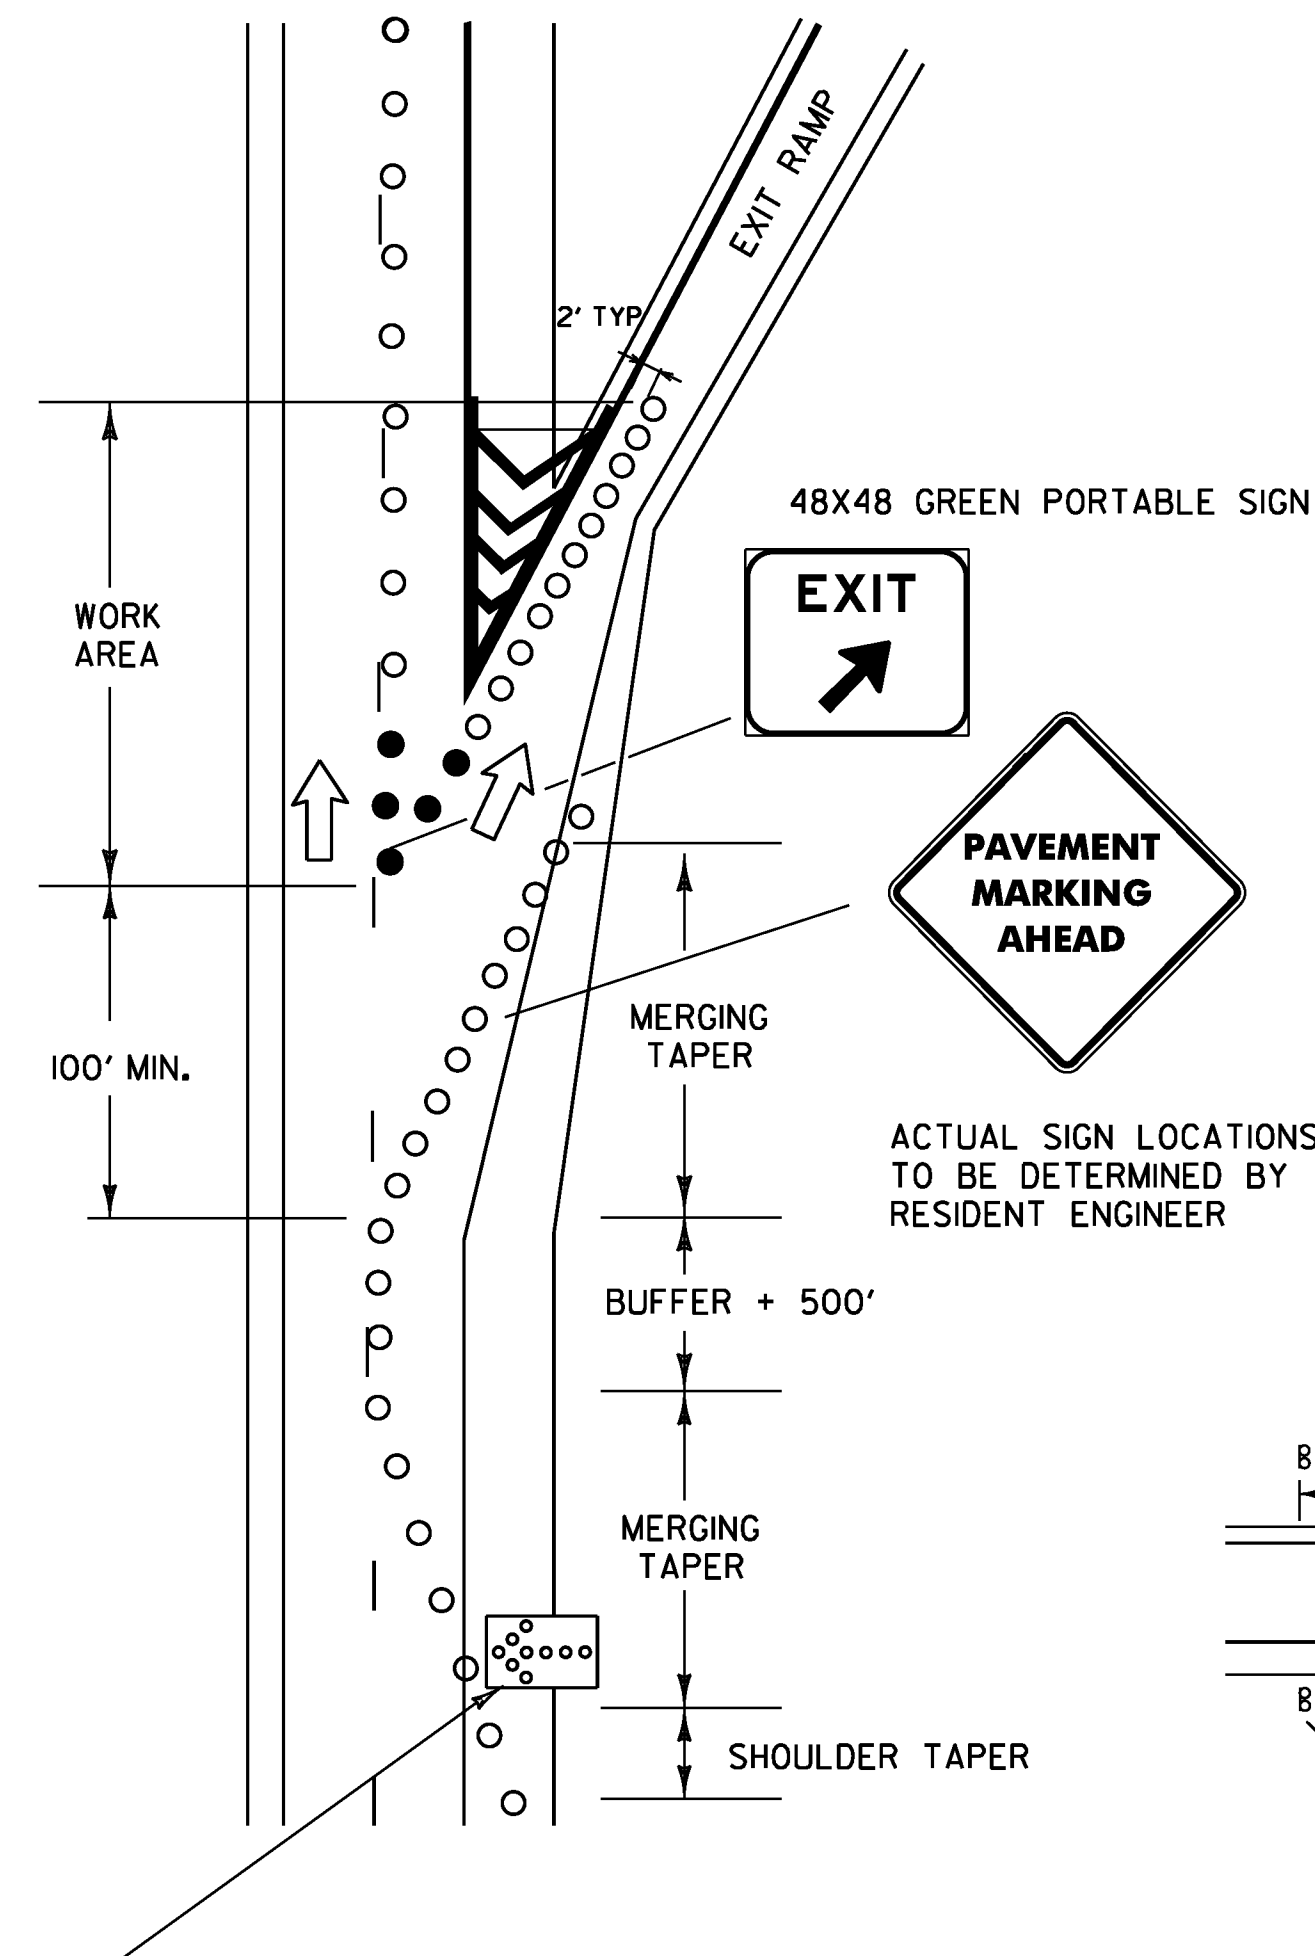 EXIT RAMP
2' TYP
48X48 GREEN PORTABLE SIGN
EXIT
WORK
AREA
PAVEMENT
MARKING
AHEAD
MERGING
TAPER
100' MIN.
ACTUAL SIGN LOCATIONS
TO BE DETERMINED BY
RESIDENT ENGINEER
BUFFER + 500'
MERGING
TAPER
SHOULDER TAPER